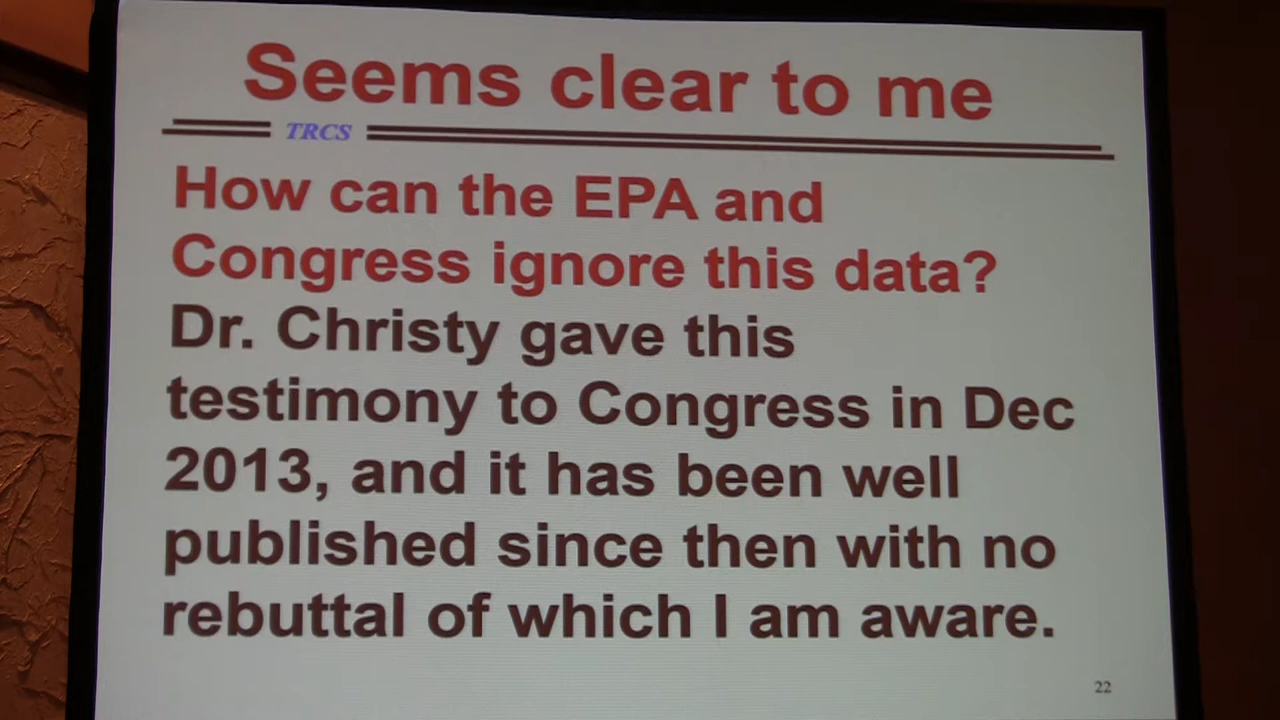 Seems clear to me
TRCS
How can the EPA and
Congress ignore this data?
Dr. Christy gave this
testimony to Congress in Dec
2013, and it has been well
published since then with no
rebuttal of which I am aware.
22